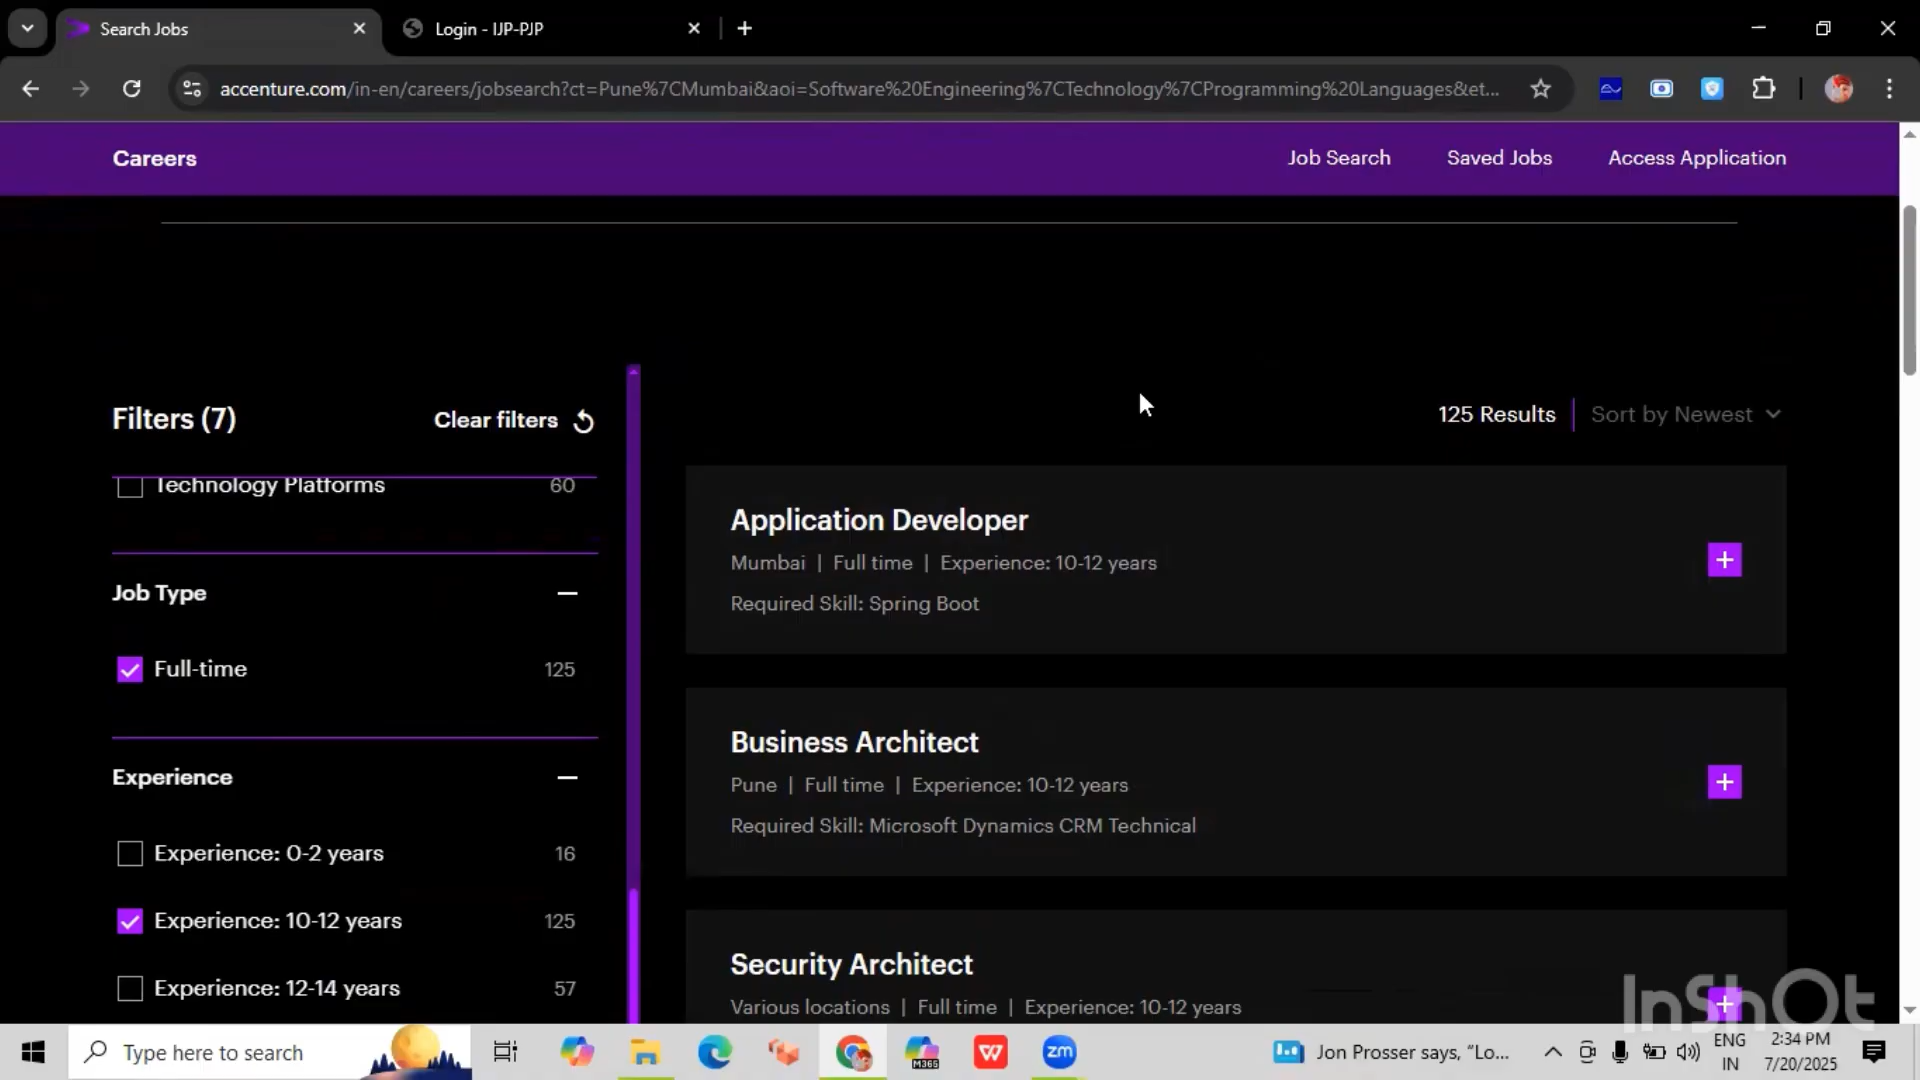 Search Jobs
Login - IJP-PJP
accenture.com/in-en/careers/jobsearch?ct=Pune%7CMumbai&aoi=Software%20Engineering%7CTechnology%7CProgramming%20Languages&et...
Careers
Job Search
Saved Jobs
Access Application
Filters (7)
Clear filters
125 Results
Sort by Newest
Technology Platforms 60
Job Type
Full-time 125
Experience
Experience: 0-2 years 16
Experience: 10-12 years 125
Experience: 12-14 years 57
Application Developer
Mumbai | Full time | Experience: 10-12 years
Required Skill: Spring Boot
Business Architect
Pune | Full time | Experience: 10-12 years
Required Skill: Microsoft Dynamics CRM Technical
Security Architect
Various locations | Full time | Experience: 10-12 years
InShOt
Type here to search
M365
W
zm
Jon Prosser says, “Lo...
ENG
IN
2:34 PM
7/20/2025